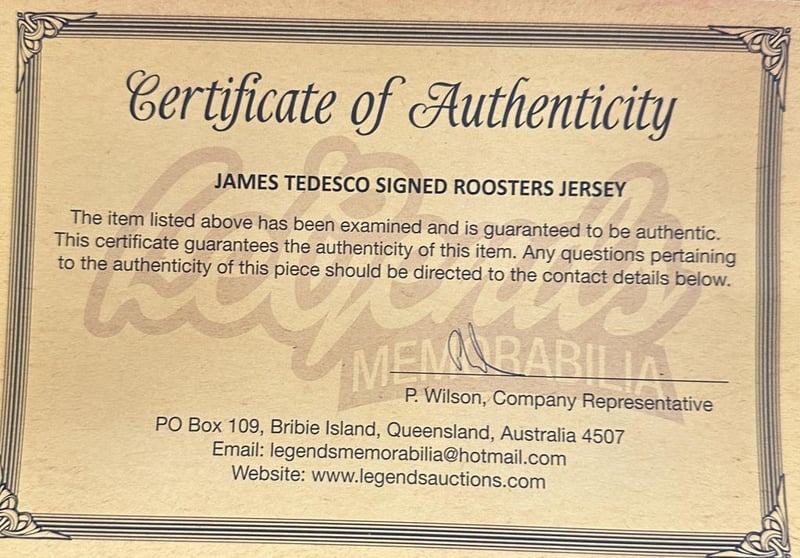 Certificate of Authenticity
JAMES TEDESCO SIGNED ROOSTERS JERSEY
The item listed above has been examined and is guaranteed to be authentic.
This certificate guarantees the authenticity of this item. Any questions pertaining
to the authenticity of this piece should be directed to the contact details below.
Legends
MEMORABILIA
P. Wilson, Company Representative
PO Box 109, Bribie Island, Queensland, Australia 4507
Email: legendsmemorabilia@hotmail.com
Website: www.legendsauctions.com